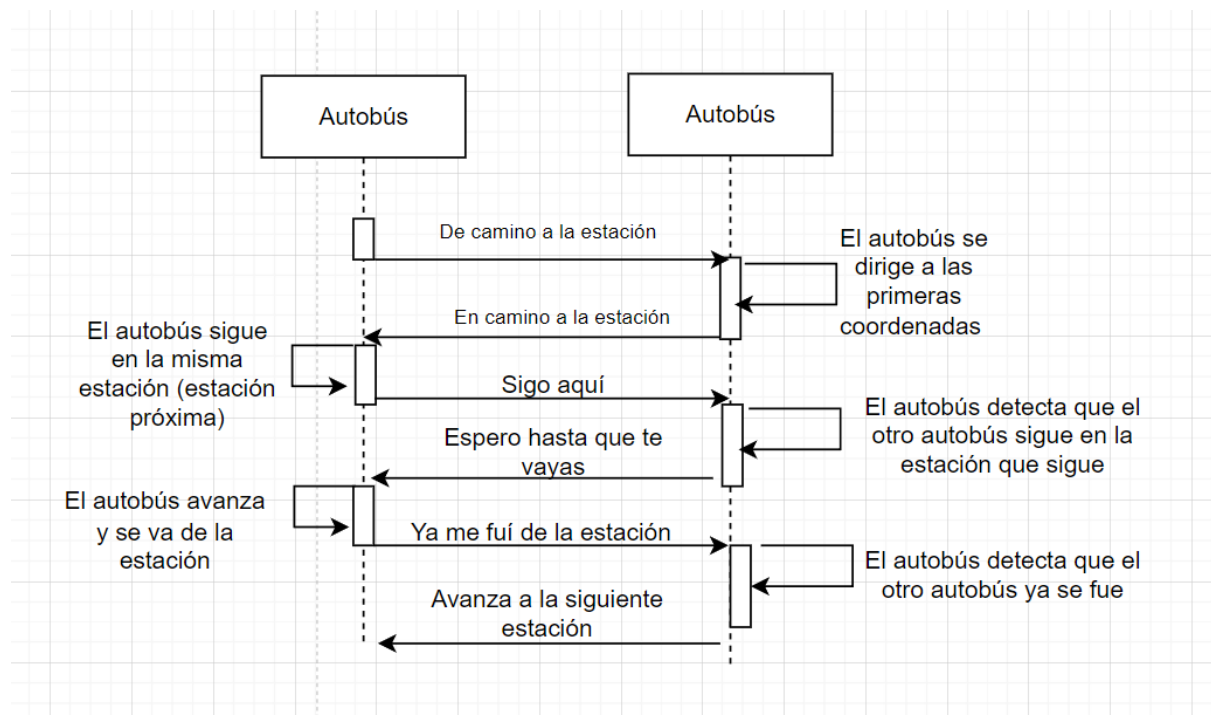 Autobús
Autobús
De camino a la estación
El autobús se
dirige a las
primeras
coordenadas
En camino a la estación
El autobús sigue
en la misma
estación (estación
próxima)
Sigo aquí
El autobús detecta que el
otro autobús sigue en la
estación que sigue
Espero hasta que te
vayas
El autobús avanza
y se va de la
estación
Ya me fuí de la estación
El autobús detecta que el
otro autobús ya se fue
Avanza a la siguiente
estación